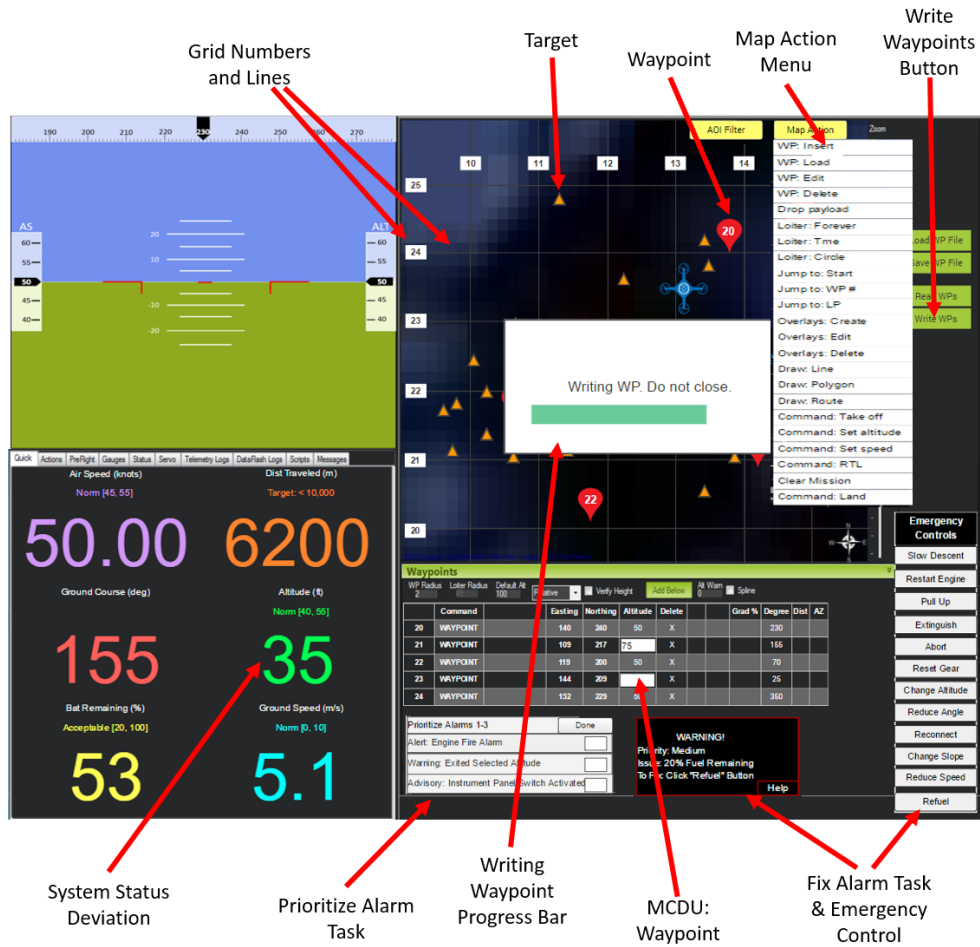 Grid Numbers
and Lines
Target
Waypoint
Map Action
Menu
Write
Waypoints
Button
190 200 210 220 230 240 250 260 270
AS
60
55
50
45
40
20
10
-10
-20
ALT
60
55
50
45
40
AOI Filter
Map Action
Zoom
10 11 12 13 14
25
24
23
22
21
20
20
22
WP: Insert
WP: Load
WP: Edit
WP: Delete
Drop payload
Loiter: Forever
Loiter: Tme
Loiter: Circle
Jump to: Start
Jump to: WP #
Jump to: LP
Overlays: Create
Overlays: Edit
Overlays: Delete
Draw: Line
Draw: Polygon
Draw: Route
Command: Take off
Command: Set altitude
Command: Set speed
Command: RTL
Clear Mission
Command: Land
Load WP File
Save WP File
Read WPs
Write WPs
Writing WP. Do not close.
N
W E
Quick Actions PreFlight Gauges Status Servo Telemetry Logs DataFlash Logs Scripts Messages
Air Speed (knots)
Norm [45, 55]
50.00
Dist Traveled (m)
Target: < 10,000
6200
Ground Course (deg)
155
Altitude (ft)
Norm [40, 55]
35
Bat Remaining (%)
Acceptable [20, 100]
53
Ground Speed (m/s)
Norm [0, 10]
5.1
Waypoints
WP Radius Loter Radius Default Alt Alt Warn
2 45 100 Relative Verify Height Add Below 0 Spline
Command Easting Northing Altitude Delete Grad % Degree Dist AZ
20 WAYPOINT 140 240 50 X 230
21 WAYPOINT 109 217 75 X 155
22 WAYPOINT 119 200 50 X 70
23 WAYPOINT 144 209 X 25
24 WAYPOINT 152 229 50 X 350
Prioritize Alarms 1-3 Done
Alert: Engine Fire Alarm
Warning: Exited Selected Altitude
Advisory: Instrument Panel Switch Activated
WARNING!
Priority: Medium
Issue: 20% Fuel Remaining
To Fix: Click "Refuel" Button
Help
Emergency
Controls
Slow Descent
Restart Engine
Pull Up
Extinguish
Abort
Reset Gear
Change Altitude
Reduce Angle
Reconnect
Change Slope
Reduce Speed
Refuel
System Status
Deviation
Prioritize Alarm
Task
Writing
Waypoint
Progress Bar
MCDU:
Waypoint
Fix Alarm Task
& Emergency
Control